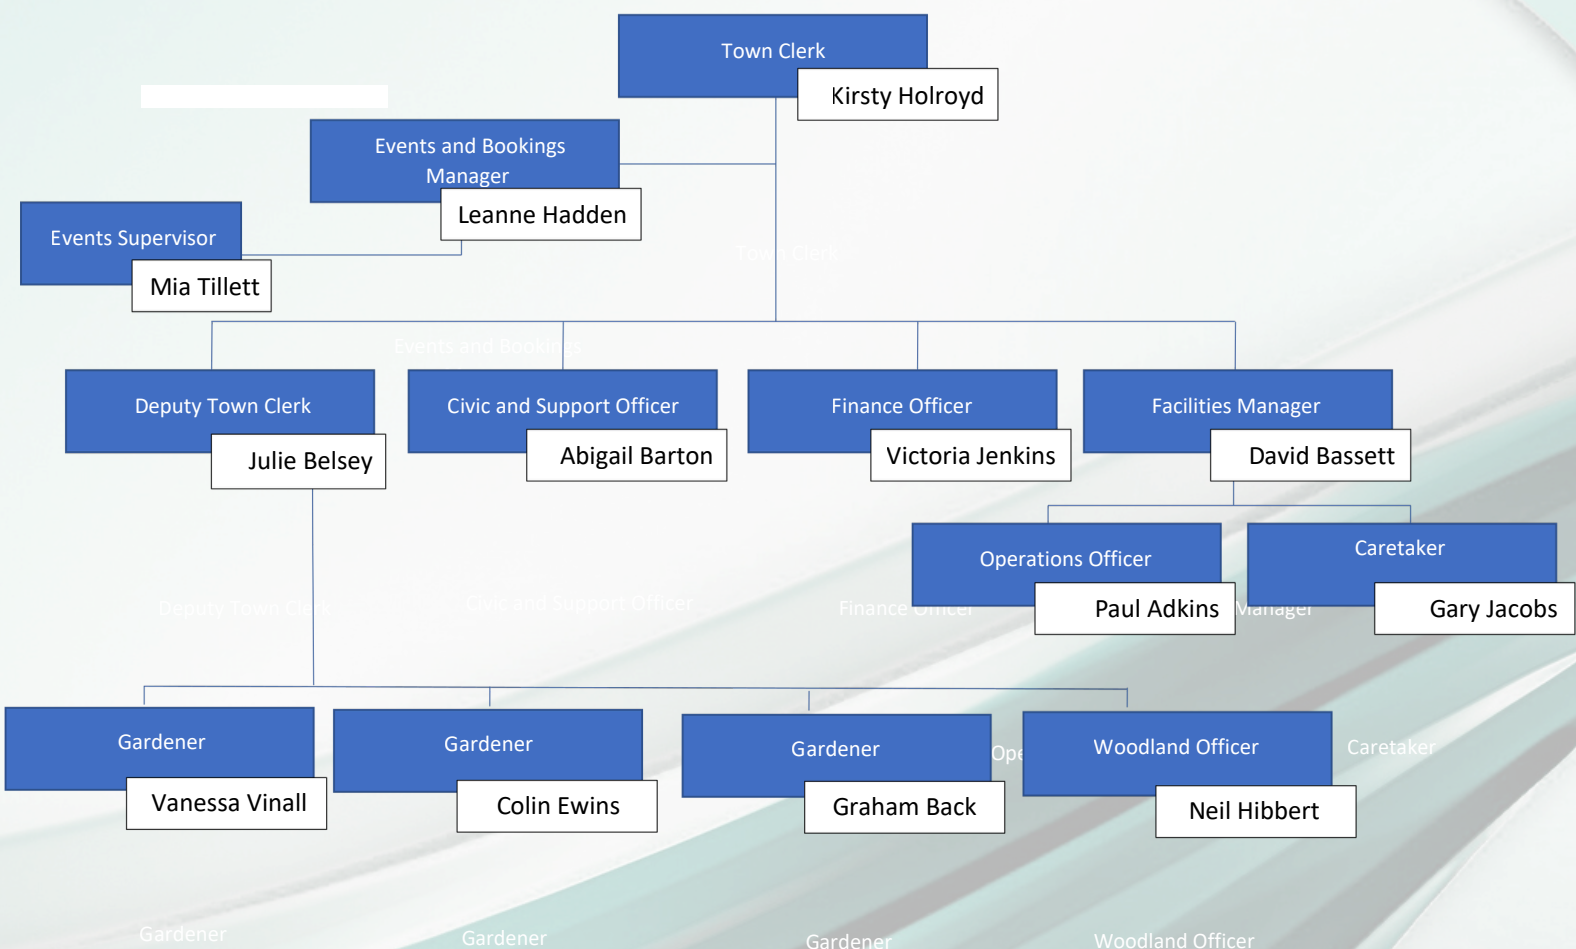 Town Clerk
Kirsty Holroyd
Events and Bookings
Manager
Leanne Hadden
Events Supervisor
Mia Tillett
Town Clerk
Events and Bookings
Deputy Town Clerk
Julie Belsey
Civic and Support Officer
Abigail Barton
Finance Officer
Victoria Jenkins
Facilities Manager
David Bassett
Operations Officer
Paul Adkins
Caretaker
Gary Jacobs
Deputy Town Clerk
Civic and Support Officer
Finance Officer
Manager
Gardener
Vanessa Vinall
Gardener
Colin Ewins
Gardener
Graham Back
Woodland Officer
Neil Hibbert
Caretaker
Gardener
Gardener
Gardener
Woodland Officer